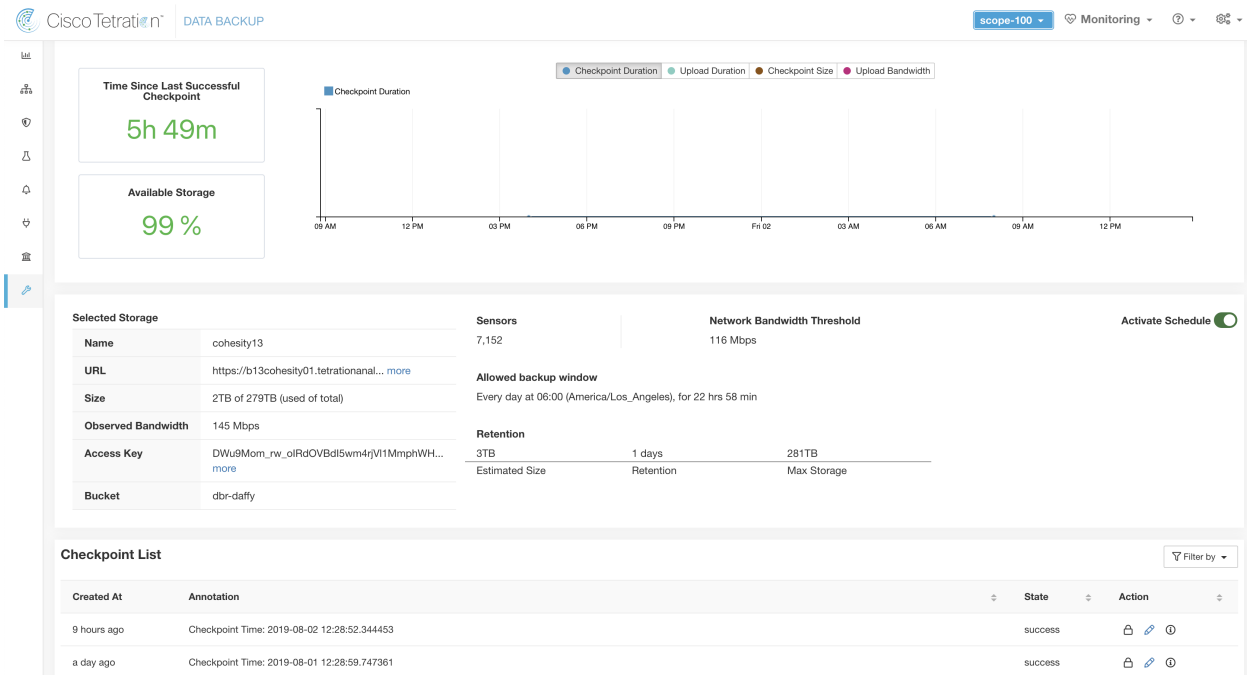 Cisco Tetration™ DATA BACKUP scope-100 Monitoring
Time Since Last Successful
Checkpoint
5h 49m
Available Storage
99 %
Checkpoint Duration Upload Duration Checkpoint Size Upload Bandwidth
Checkpoint Duration
09 AM 12 PM 03 PM 06 PM 09 PM Fri 02 03 AM 06 AM 09 AM 12 PM
Selected Storage
Name cohesity13
URL https://b13cohesity01.tetrationanal... more
Size 2TB of 279TB (used of total)
Observed Bandwidth 145 Mbps
Access Key DWu9Mom_rw_oIRdOVBdI5wm4rjVl1MmphWH...
more
Bucket dbr-daffy
Sensors
7,152
Network Bandwidth Threshold
116 Mbps
Activate Schedule
Allowed backup window
Every day at 06:00 (America/Los_Angeles), for 22 hrs 58 min
Retention
3TB 1 days 281TB
Estimated Size Retention Max Storage
Checkpoint List
Filter by
Created At Annotation State Action
9 hours ago Checkpoint Time: 2019-08-02 12:28:52.344453 success
a day ago Checkpoint Time: 2019-08-01 12:28:59.747361 success